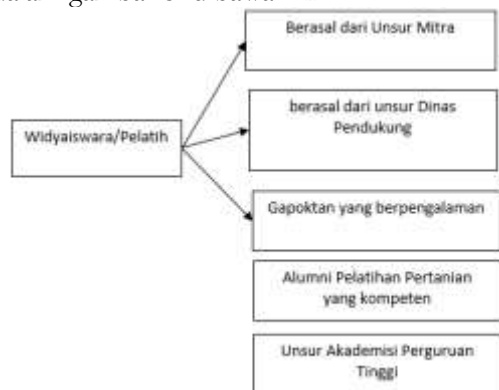 Berasal dari Unsur Mitra
berasal dari unsur Dinas
Pendukung
Widyaiswara/Pelatih
Gapoktan yang berpengalaman
Alumni Pelatihan Pertanian
yang kompeten
Unsur Akademisi Perguruan
Tinggi